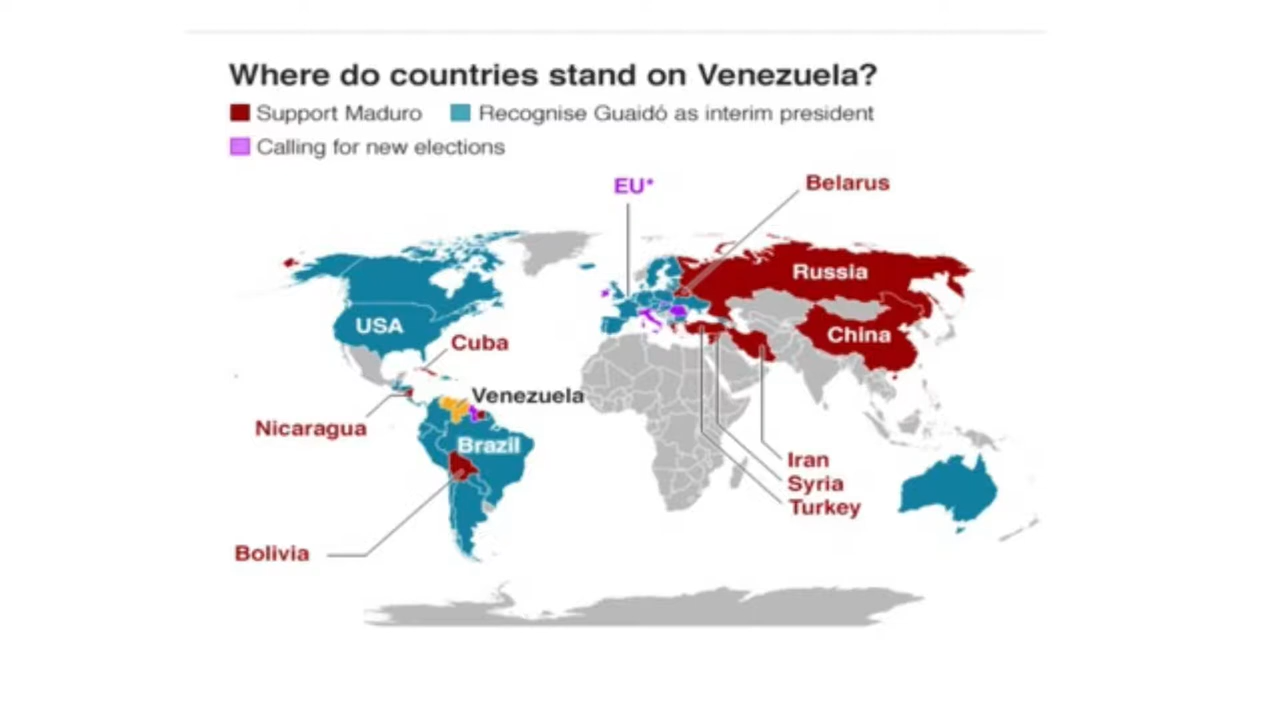 Where do countries stand on Venezuela?
Support Maduro
Recognise Guaidó as interim president
Calling for new elections
EU*
Belarus
Russia
USA
China
Cuba
Venezuela
Nicaragua
Brazil
Iran
Syria
Turkey
Bolivia